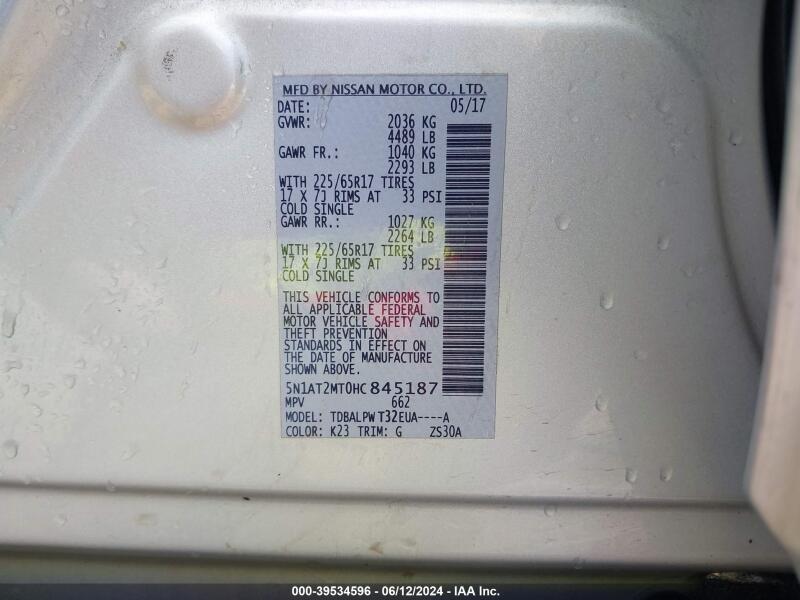 MFD BY NISSAN MOTOR CO., LTD.
DATE: 05/17
GVWR: 2036 KG
4489 LB
GAWR FR.: 1040 KG
2293 LB
WITH 225/65R17 TIRES
17 X 7J RIMS AT 33 PSI
COLD SINGLE
GAWR RR.: 1027 KG
2264 LB
WITH 225/65R17 TIRES
17 X 7J RIMS AT 33 PSI
COLD SINGLE
THIS VEHICLE CONFORMS TO
ALL APPLICABLE FEDERAL
MOTOR VEHICLE SAFETY AND
THEFT PREVENTION
STANDARDS IN EFFECT ON
THE DATE OF MANUFACTURE
SHOWN ABOVE.
5N1AT2MT0HC845187
MPV 662
MODEL: TDBALPW T32EUA----A
COLOR: K23 TRIM: G ZS30A
000-39534596 - 06/12/2024 - IAA Inc.